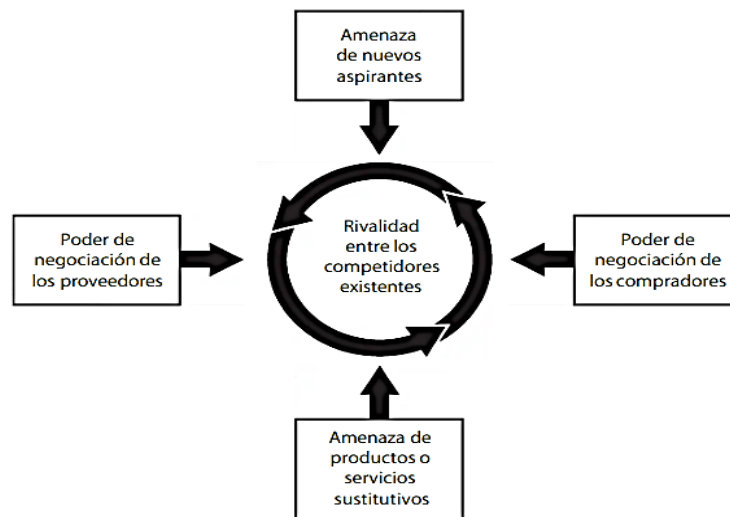 Amenaza
de nuevos
aspirantes
Poder de
negociación de
los proveedores
Rivalidad
entre los
competidores
existentes
Poder de
negociación de
los compradores
Amenaza de
productos o
servicios
sustitutivos